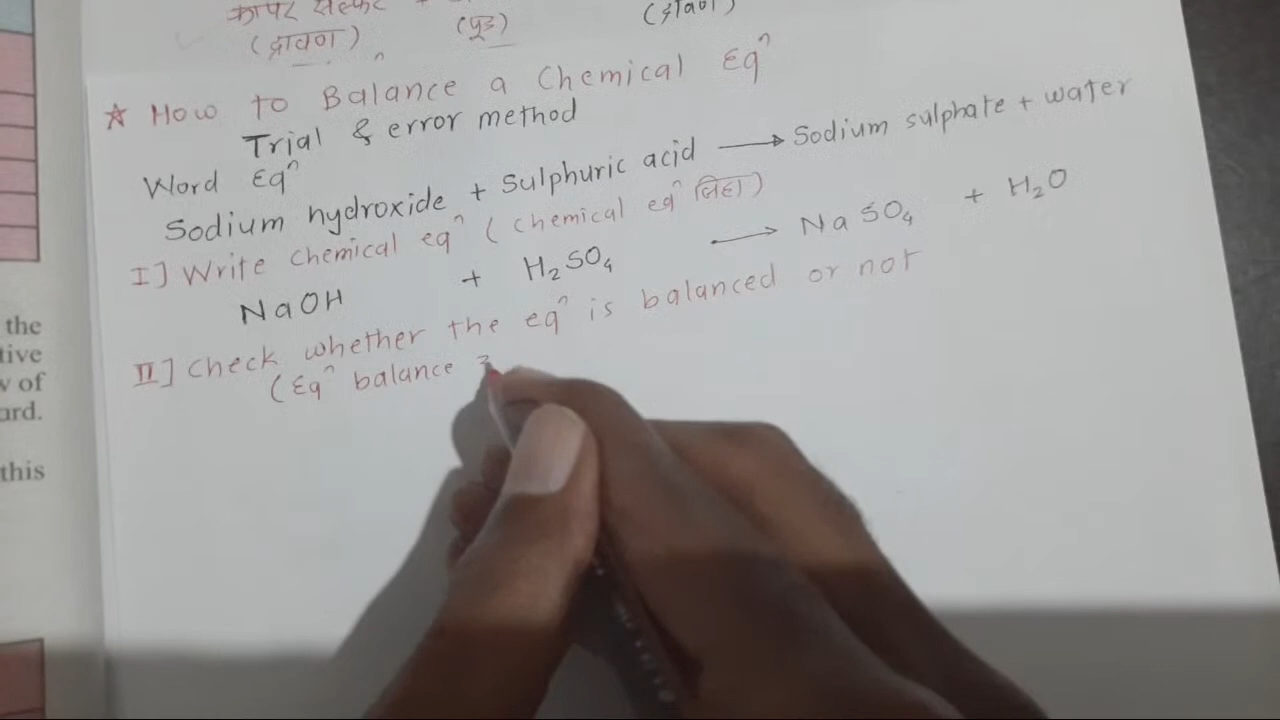 कापर सल्फेट +
(द्रावण) (पूड)
☆ How to Balance a Chemical Eqⁿ
Trial & error method
Word Eqⁿ
Sodium hydroxide + Sulphuric acid → Sodium sulphate + water
I] Write chemical eqⁿ ( chemical eqⁿ लिहा)
NaOH + H₂SO₄ → NaSO₄ + H₂O
II] Check whether the eqⁿ is balanced or not
(Eqⁿ balance
the
tive
of
ard.
this